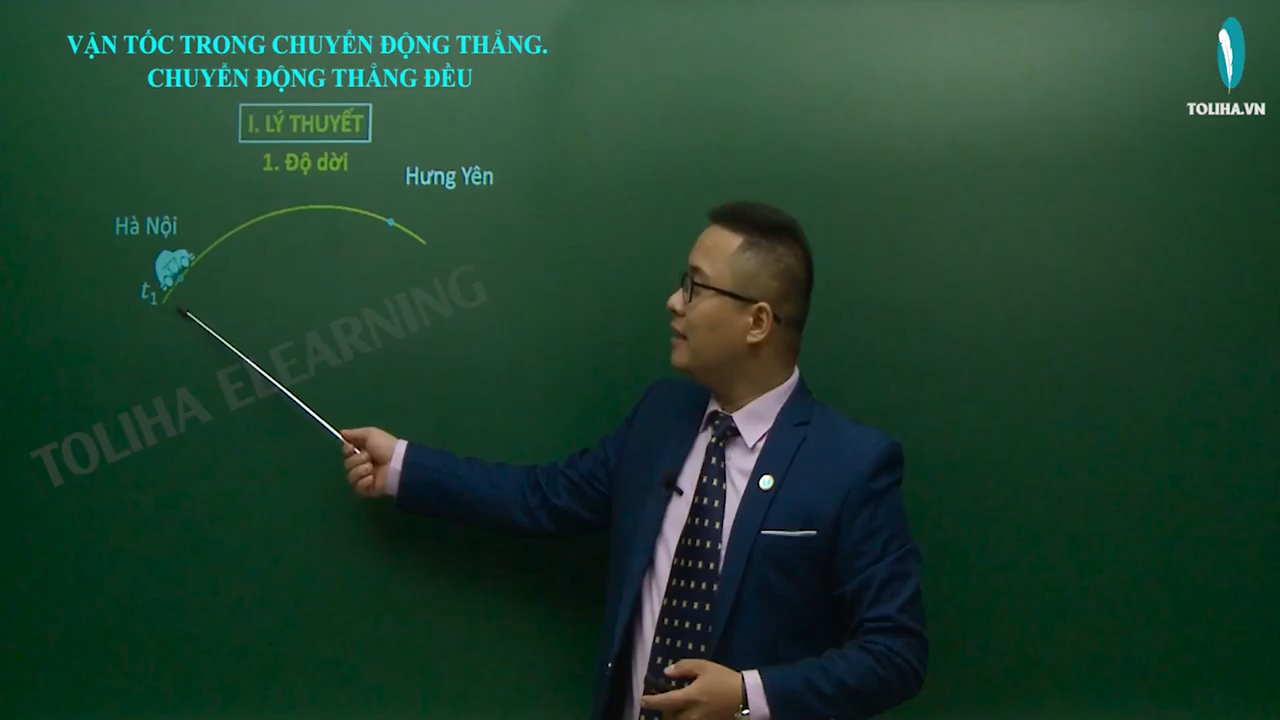 VẬN TỐC TRONG CHUYỂN ĐỘNG THẲNG.
CHUYỂN ĐỘNG THẲNG ĐỀU
I. LÝ THUYẾT
1. Độ dời
Hưng Yên
Hà Nội
t₁
TOLIHA ELEARNING
TOLIHA.VN